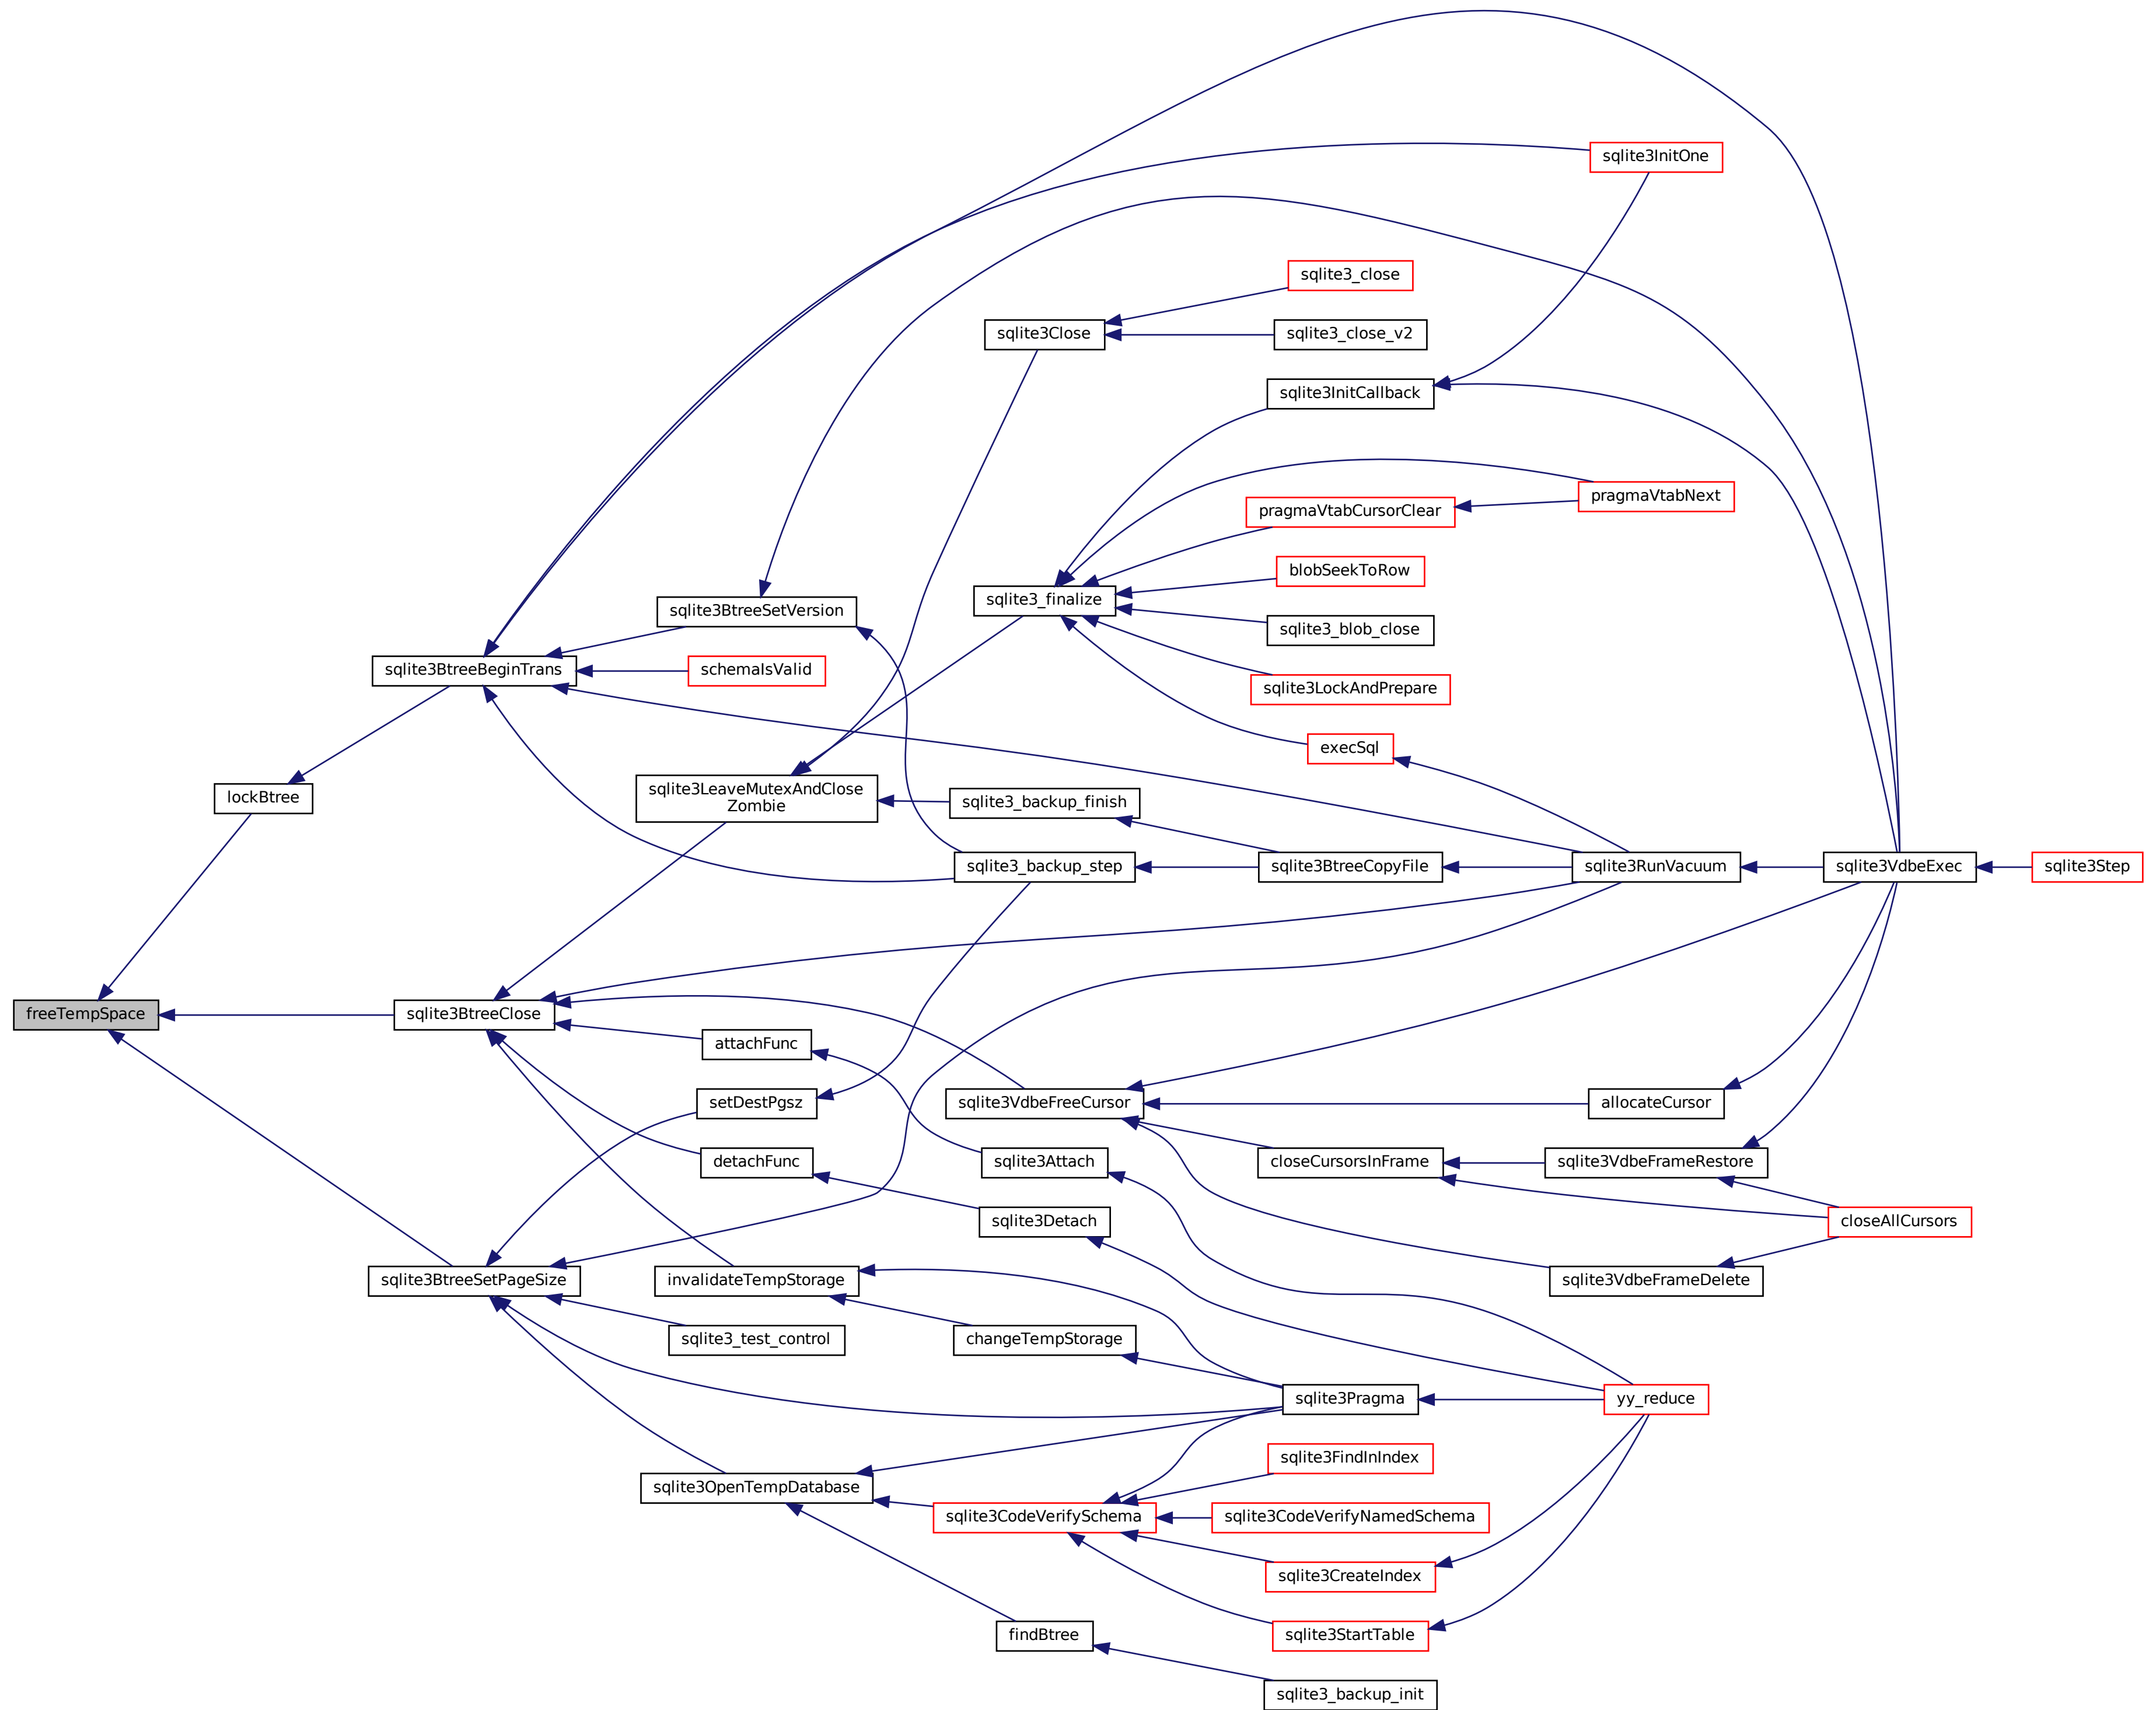 sqlite3InitOne
sqlite3_close
sqlite3Close
sqlite3_close_v2
sqlite3InitCallback
pragmaVtabNext
pragmaVtabCursorClear
blobSeekToRow
sqlite3_finalize
sqlite3BtreeSetVersion
sqlite3_blob_close
sqlite3BtreeBeginTrans
schemaIsValid
sqlite3LockAndPrepare
execSql
lockBtree
sqlite3LeaveMutexAndClose
Zombie
sqlite3_backup_finish
sqlite3_backup_step
sqlite3BtreeCopyFile
sqlite3RunVacuum
sqlite3VdbeExec
sqlite3Step
freeTempSpace
sqlite3BtreeClose
attachFunc
setDestPgsz
sqlite3VdbeFreeCursor
allocateCursor
detachFunc
sqlite3Attach
closeCursorsInFrame
sqlite3VdbeFrameRestore
sqlite3Detach
closeAllCursors
sqlite3BtreeSetPageSize
invalidateTempStorage
sqlite3VdbeFrameDelete
sqlite3_test_control
changeTempStorage
sqlite3Pragma
yy_reduce
sqlite3FindInIndex
sqlite3OpenTempDatabase
sqlite3CodeVerifySchema
sqlite3CodeVerifyNamedSchema
sqlite3CreateIndex
findBtree
sqlite3StartTable
sqlite3_backup_init